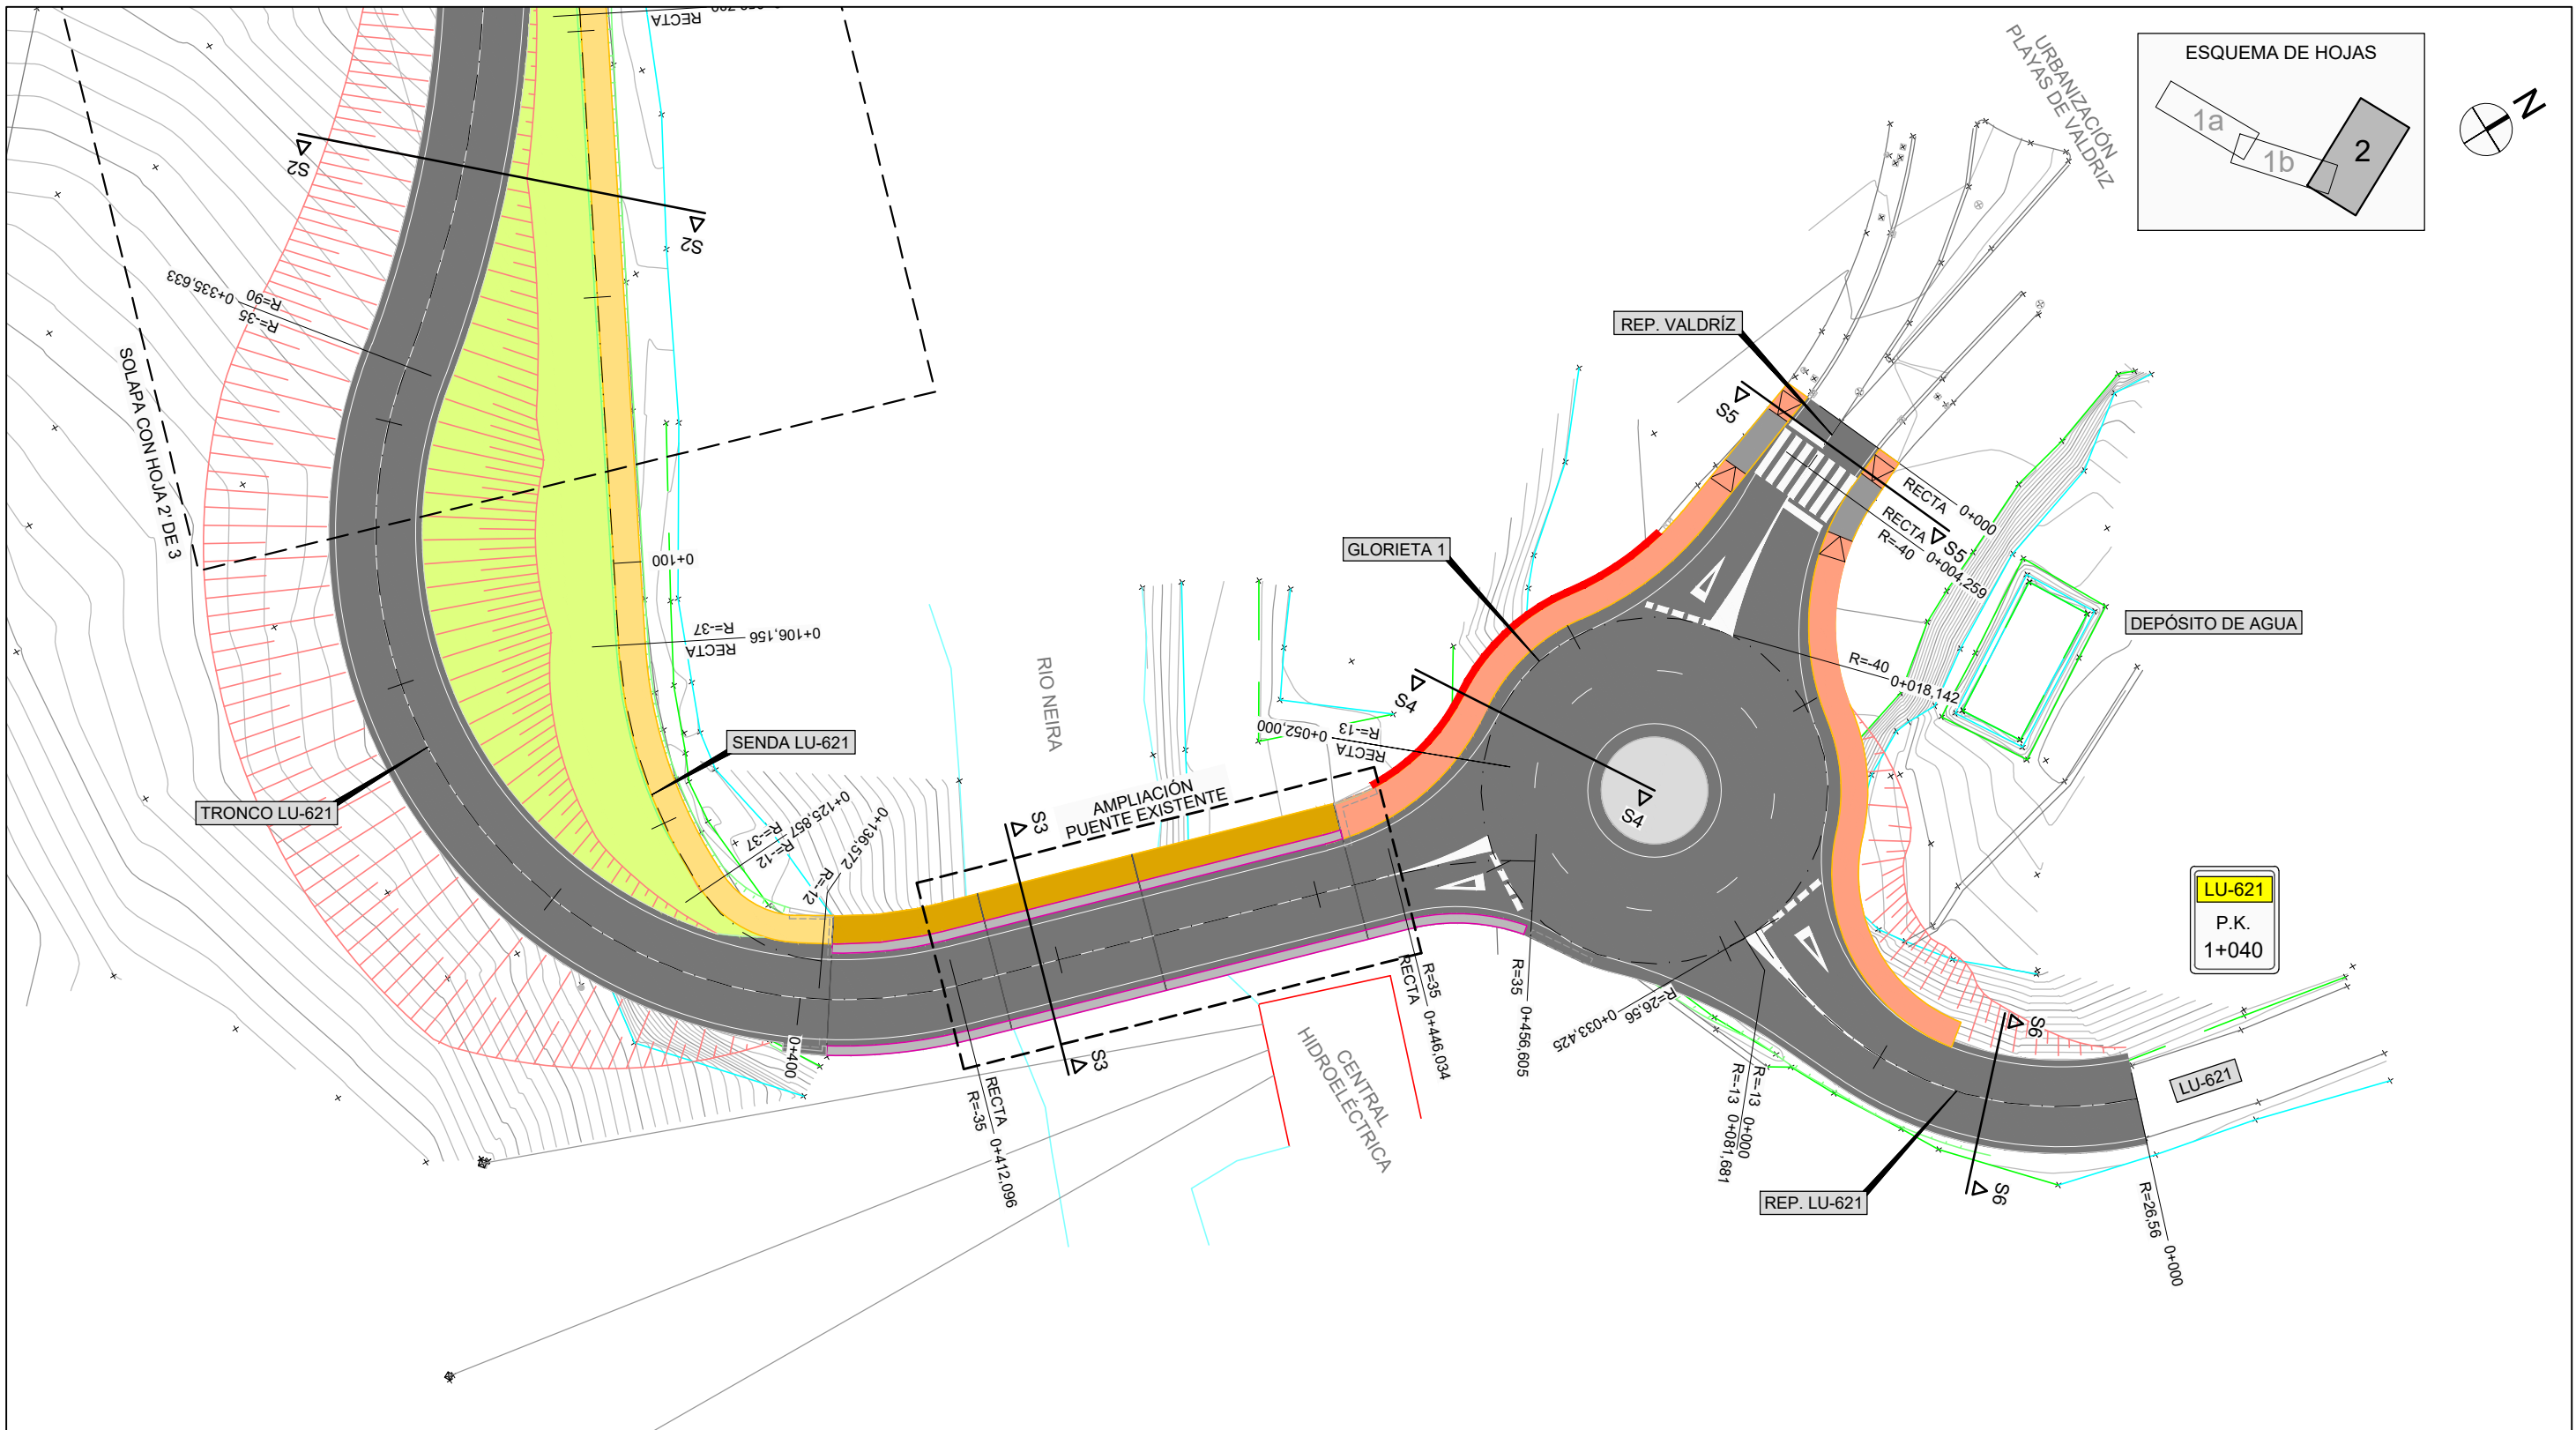 RECTA
URBANIZACIÓN
PLAYAS DE VALDRIZ
ESQUEMA DE HOJAS
1a
1b
2
N
S2
S2
R=90
0+335,633
R=-35
SOLAPA CON HOJA 2' DE 3
REP. VALDRÍZ
S5
RECTA
0+000
RECTA
0+004,259
R=-40
S5
GLORIETA 1
0+100
R=-37
0+106,156
RECTA
DEPÓSITO DE AGUA
R=-40
0+018,142
RIO NEIRA
S4
R=-13
0+052,000
RECTA
SENDA LU-621
TRONCO LU-621
S4
AMPLIACIÓN
PUENTE EXISTENTE
S3
0+125,857
R=-37
R=-12
0+136,572
R=-12
LU-621
P.K.
1+040
R=35
0+446,034
RECTA
R=35
0+456,605
R=26,56
0+033,425
R=-13
0+000
R=-13
0+081,681
0+400
RECTA
0+412,096
R=-35
S3
CENTRAL
HIDROELÉCTRICA
S6
S6
LU-621
REP. LU-621
R=26,56
0+000